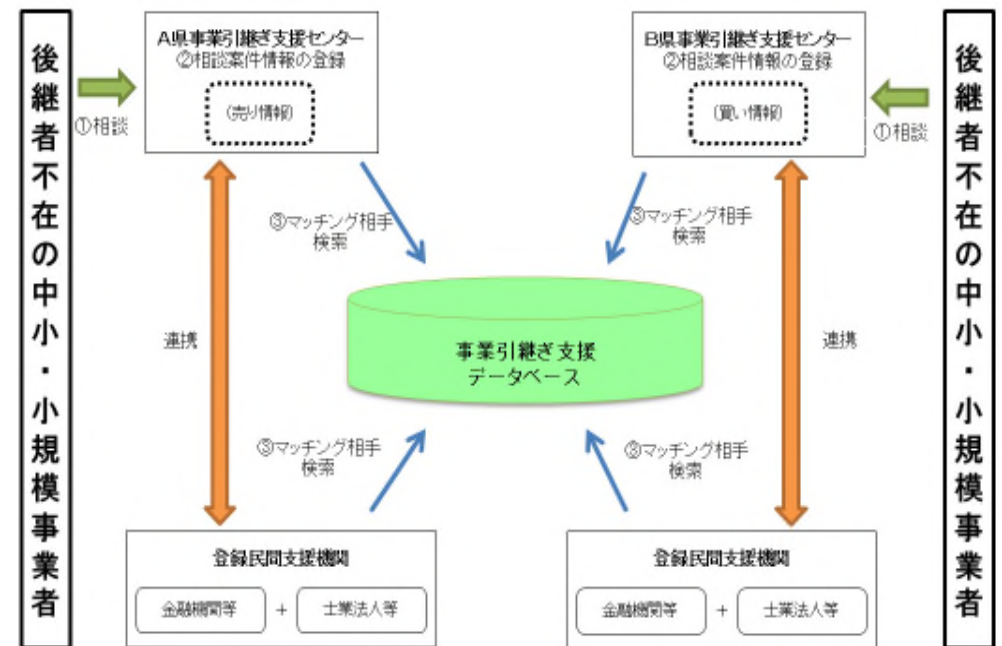 後継者不在の中小・小規模事業者
①相談
A県事業引継ぎ支援センター
②相談案件情報の登録
(売り情報)
B県事業引継ぎ支援センター
②相談案件情報の登録
(買い情報)
①相談
後継者不在の中小・小規模事業者
③マッチング相手
検索
③マッチング相手
検索
連携
事業引継ぎ支援
データベース
連携
③マッチング相手
検索
③マッチング相手
検索
登録民間支援機関
金融機関等 + 士業法人等
登録民間支援機関
金融機関等 + 士業法人等